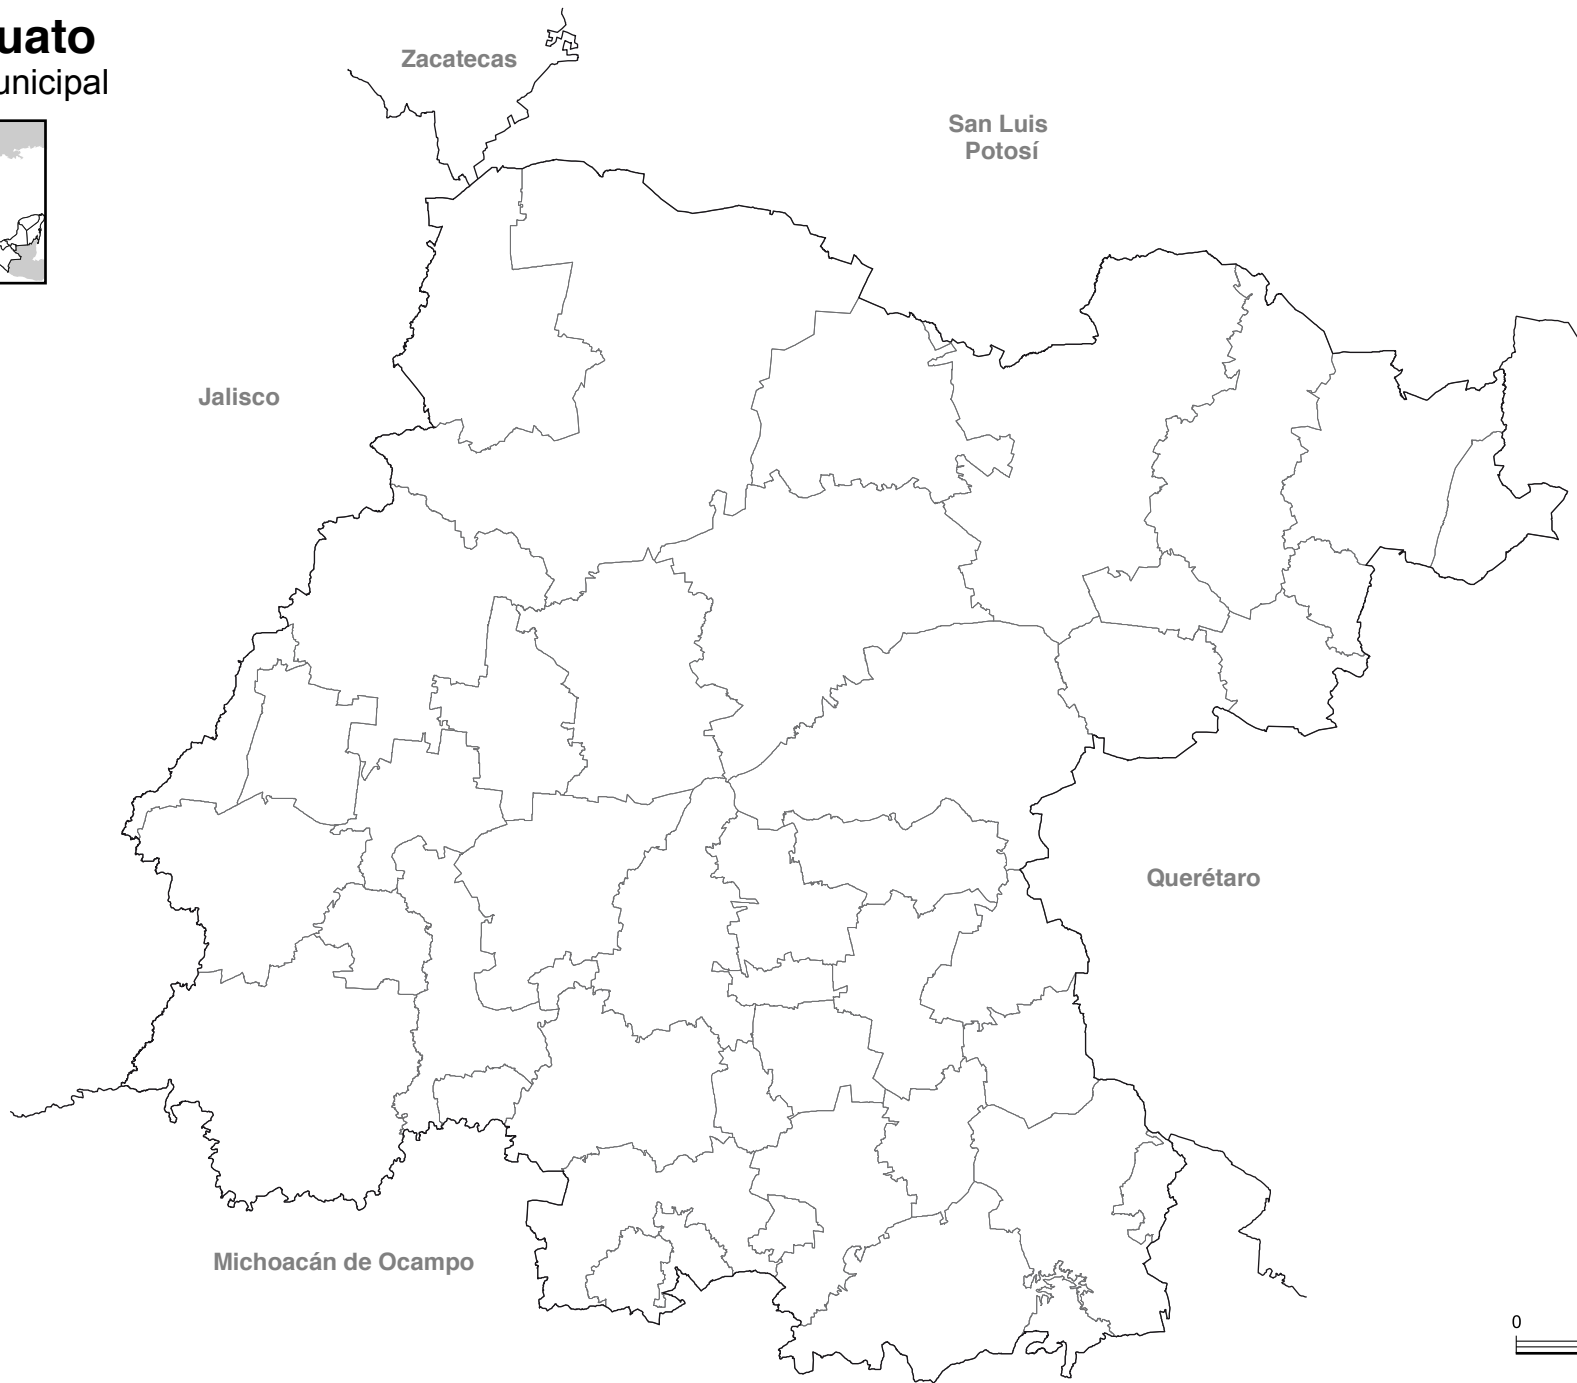 uato
unicipal
Zacatecas
San Luis
Potosí
Jalisco
Querétaro
Michoacán de Ocampo
0